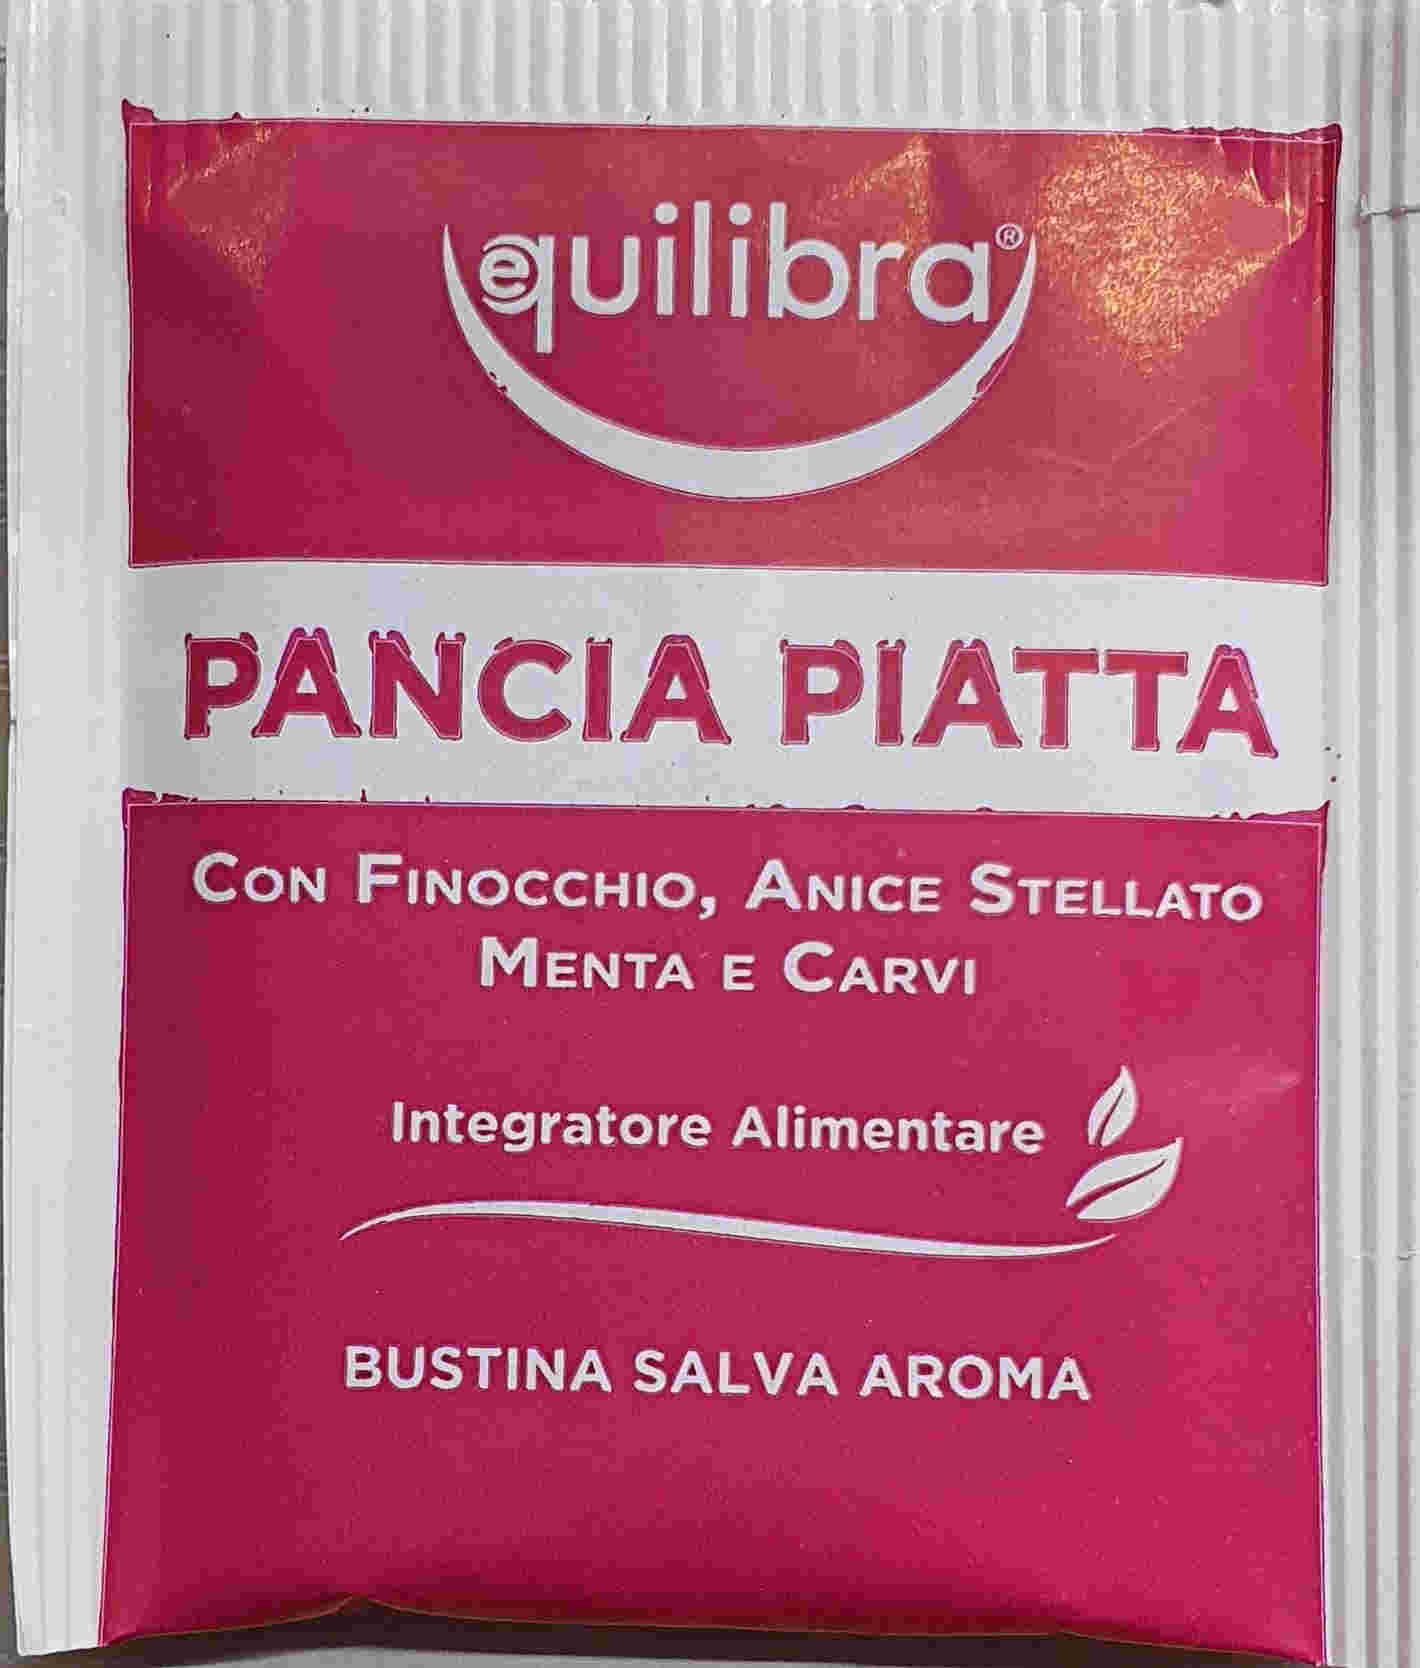 equilibra®
PANCIA PIATTA
CON FINOCCHIO, ANICE STELLATO
MENTA E CARVI
Integratore Alimentare
BUSTINA SALVA AROMA